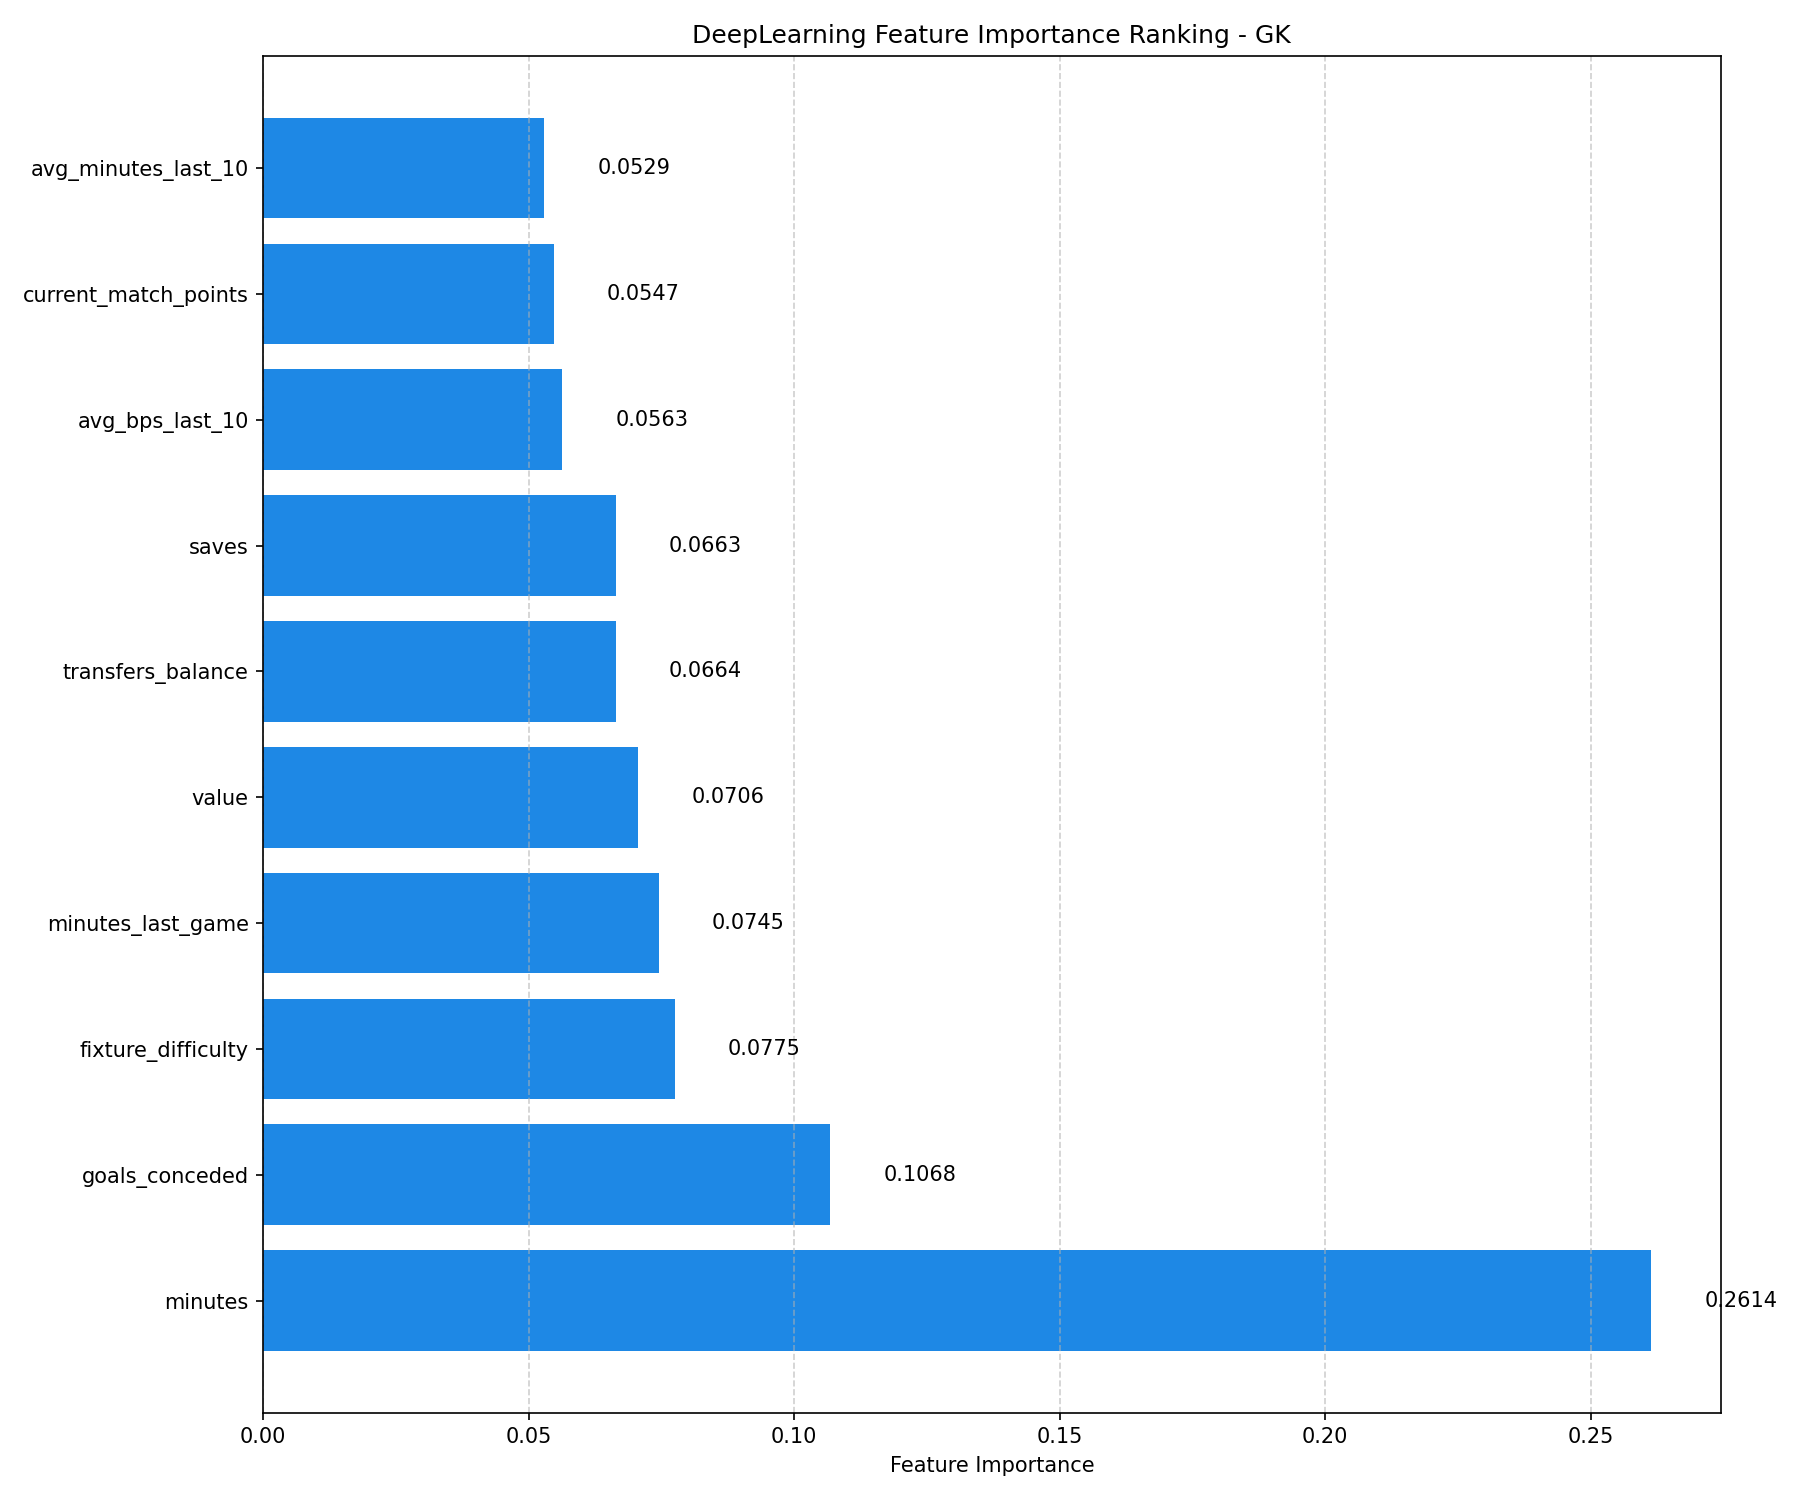 DeepLearning Feature Importance Ranking - GK
avg_minutes_last_10 0.0529
current_match_points 0.0547
avg_bps_last_10 0.0563
saves 0.0663
transfers_balance 0.0664
value 0.0706
minutes_last_game 0.0745
fixture_difficulty 0.0775
goals_conceded 0.1068
minutes 0.2614
0.00 0.05 0.10 0.15 0.20 0.25
Feature Importance